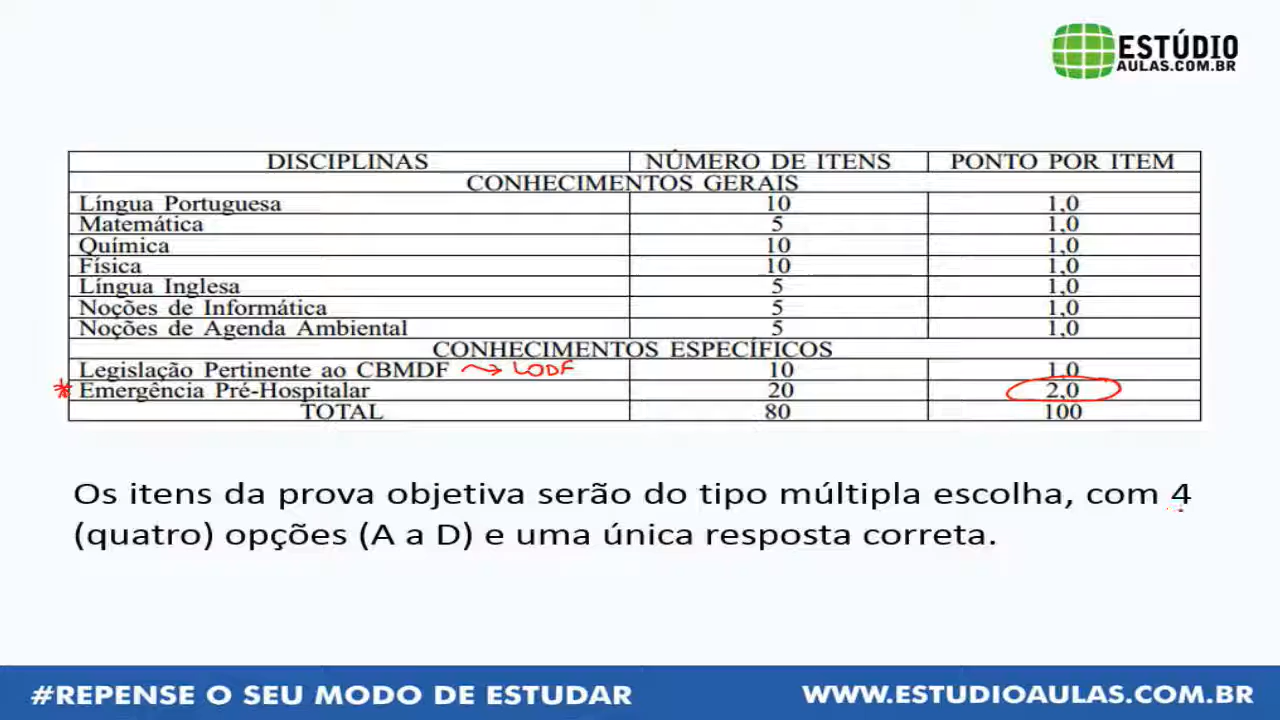 ESTÚDIO
AULAS.COM.BR
DISCIPLINAS NÚMERO DE ITENS PONTO POR ITEM
CONHECIMENTOS GERAIS
Língua Portuguesa 10 1,0
Matemática 5 1,0
Química 10 1,0
Física 10 1,0
Língua Inglesa 5 1,0
Noções de Informática 5 1,0
Noções de Agenda Ambiental 5 1,0
CONHECIMENTOS ESPECÍFICOS
Legislação Pertinente ao CBMDF LODF 10 1,0
* Emergência Pré-Hospitalar 20 2,0
TOTAL 80 100
Os itens da prova objetiva serão do tipo múltipla escolha, com 4
(quatro) opções (A a D) e uma única resposta correta.
#REPENSE O SEU MODO DE ESTUDAR WWW.ESTUDIOAULAS.COM.BR